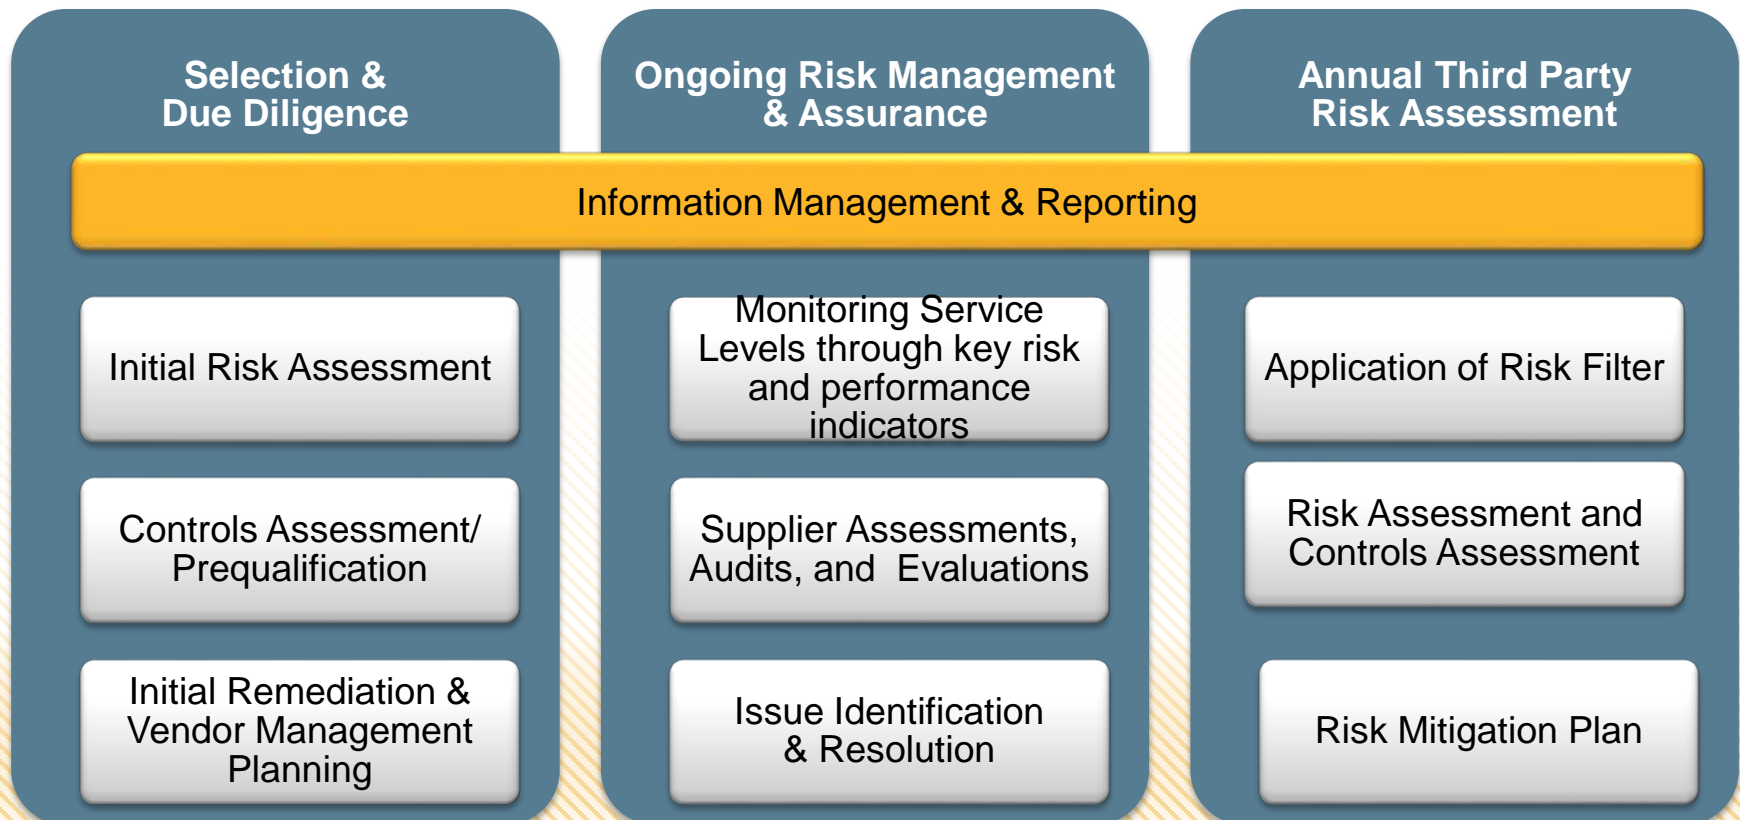 Selection &
Due Diligence
Ongoing Risk Management
& Assurance
Annual Third Party
Risk Assessment
Information Management & Reporting
Initial Risk Assessment
Controls Assessment/
Prequalification
Initial Remediation &
Vendor Management
Planning
Monitoring Service
Levels through key risk
and performance
indicators
Supplier Assessments,
Audits, and  Evaluations
Issue Identification
& Resolution
Application of Risk Filter
Risk Assessment and
Controls Assessment
Risk Mitigation Plan